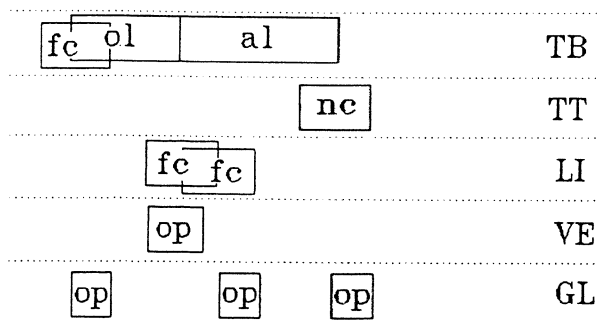 fc ol al TB
nc TT
fc fc LI
op VE
op op op GL